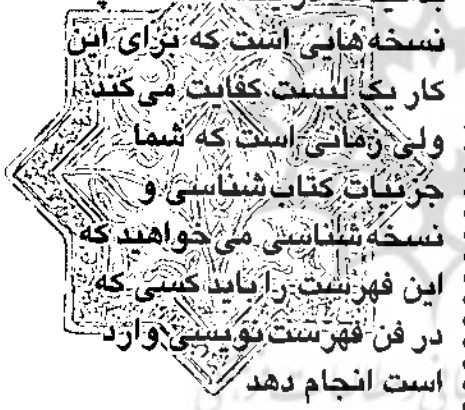 نسخه‌هایی است که برای این
کار یک لیست کفایت می‌کند
ولی زمانی است که شما
جزئیات کتاب‌شناسی و
نسخه‌شناسی می‌خواهید که
این فهرست را باید کسی که
در فن فهرست‌نویسی وارد
است انجام دهد